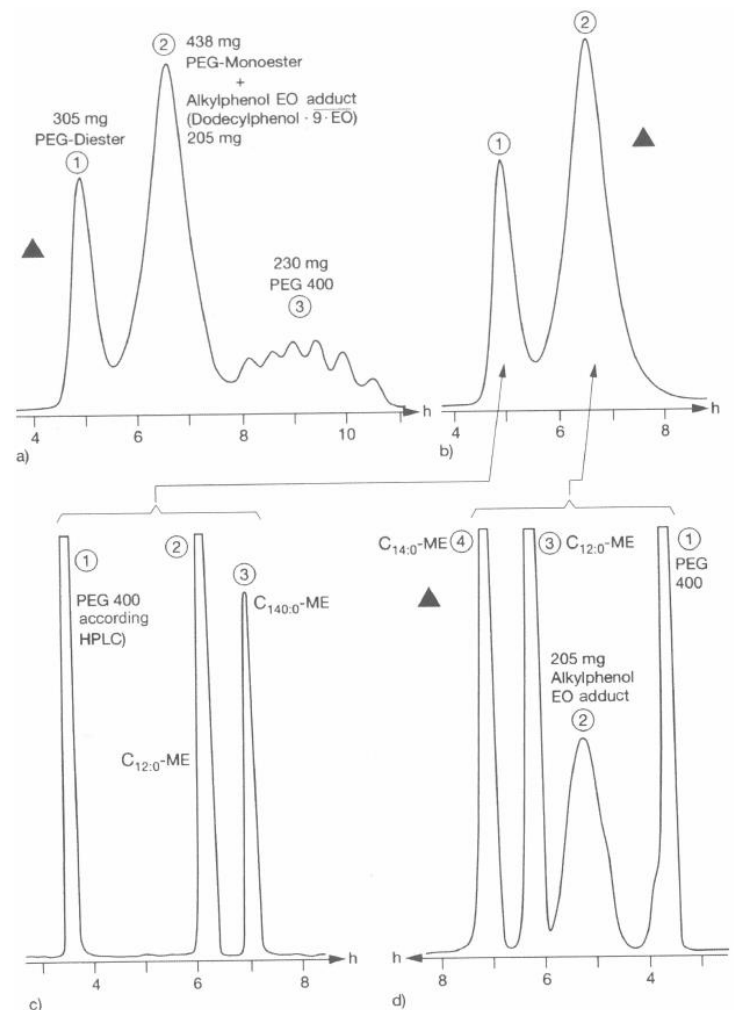 ② 438 mg
PEG-Monoester
+
Alkylphenol EO adduct
(Dodecylphenol · 9 · EO)
205 mg
305 mg
PEG-Diester
①
230 mg
PEG 400
③
4 6 8 10 h
a)
②
①
4 6 8 h
b)
①
PEG 400
according
HPLC)
②
③
C₁₄₀:₀-ME
C₁₂:₀-ME
4 6 8 h
c)
C₁₄:₀-ME ④
③ C₁₂:₀-ME
①
PEG
400
205 mg
Alkylphenol
EO adduct
②
h 8 6 4
d)